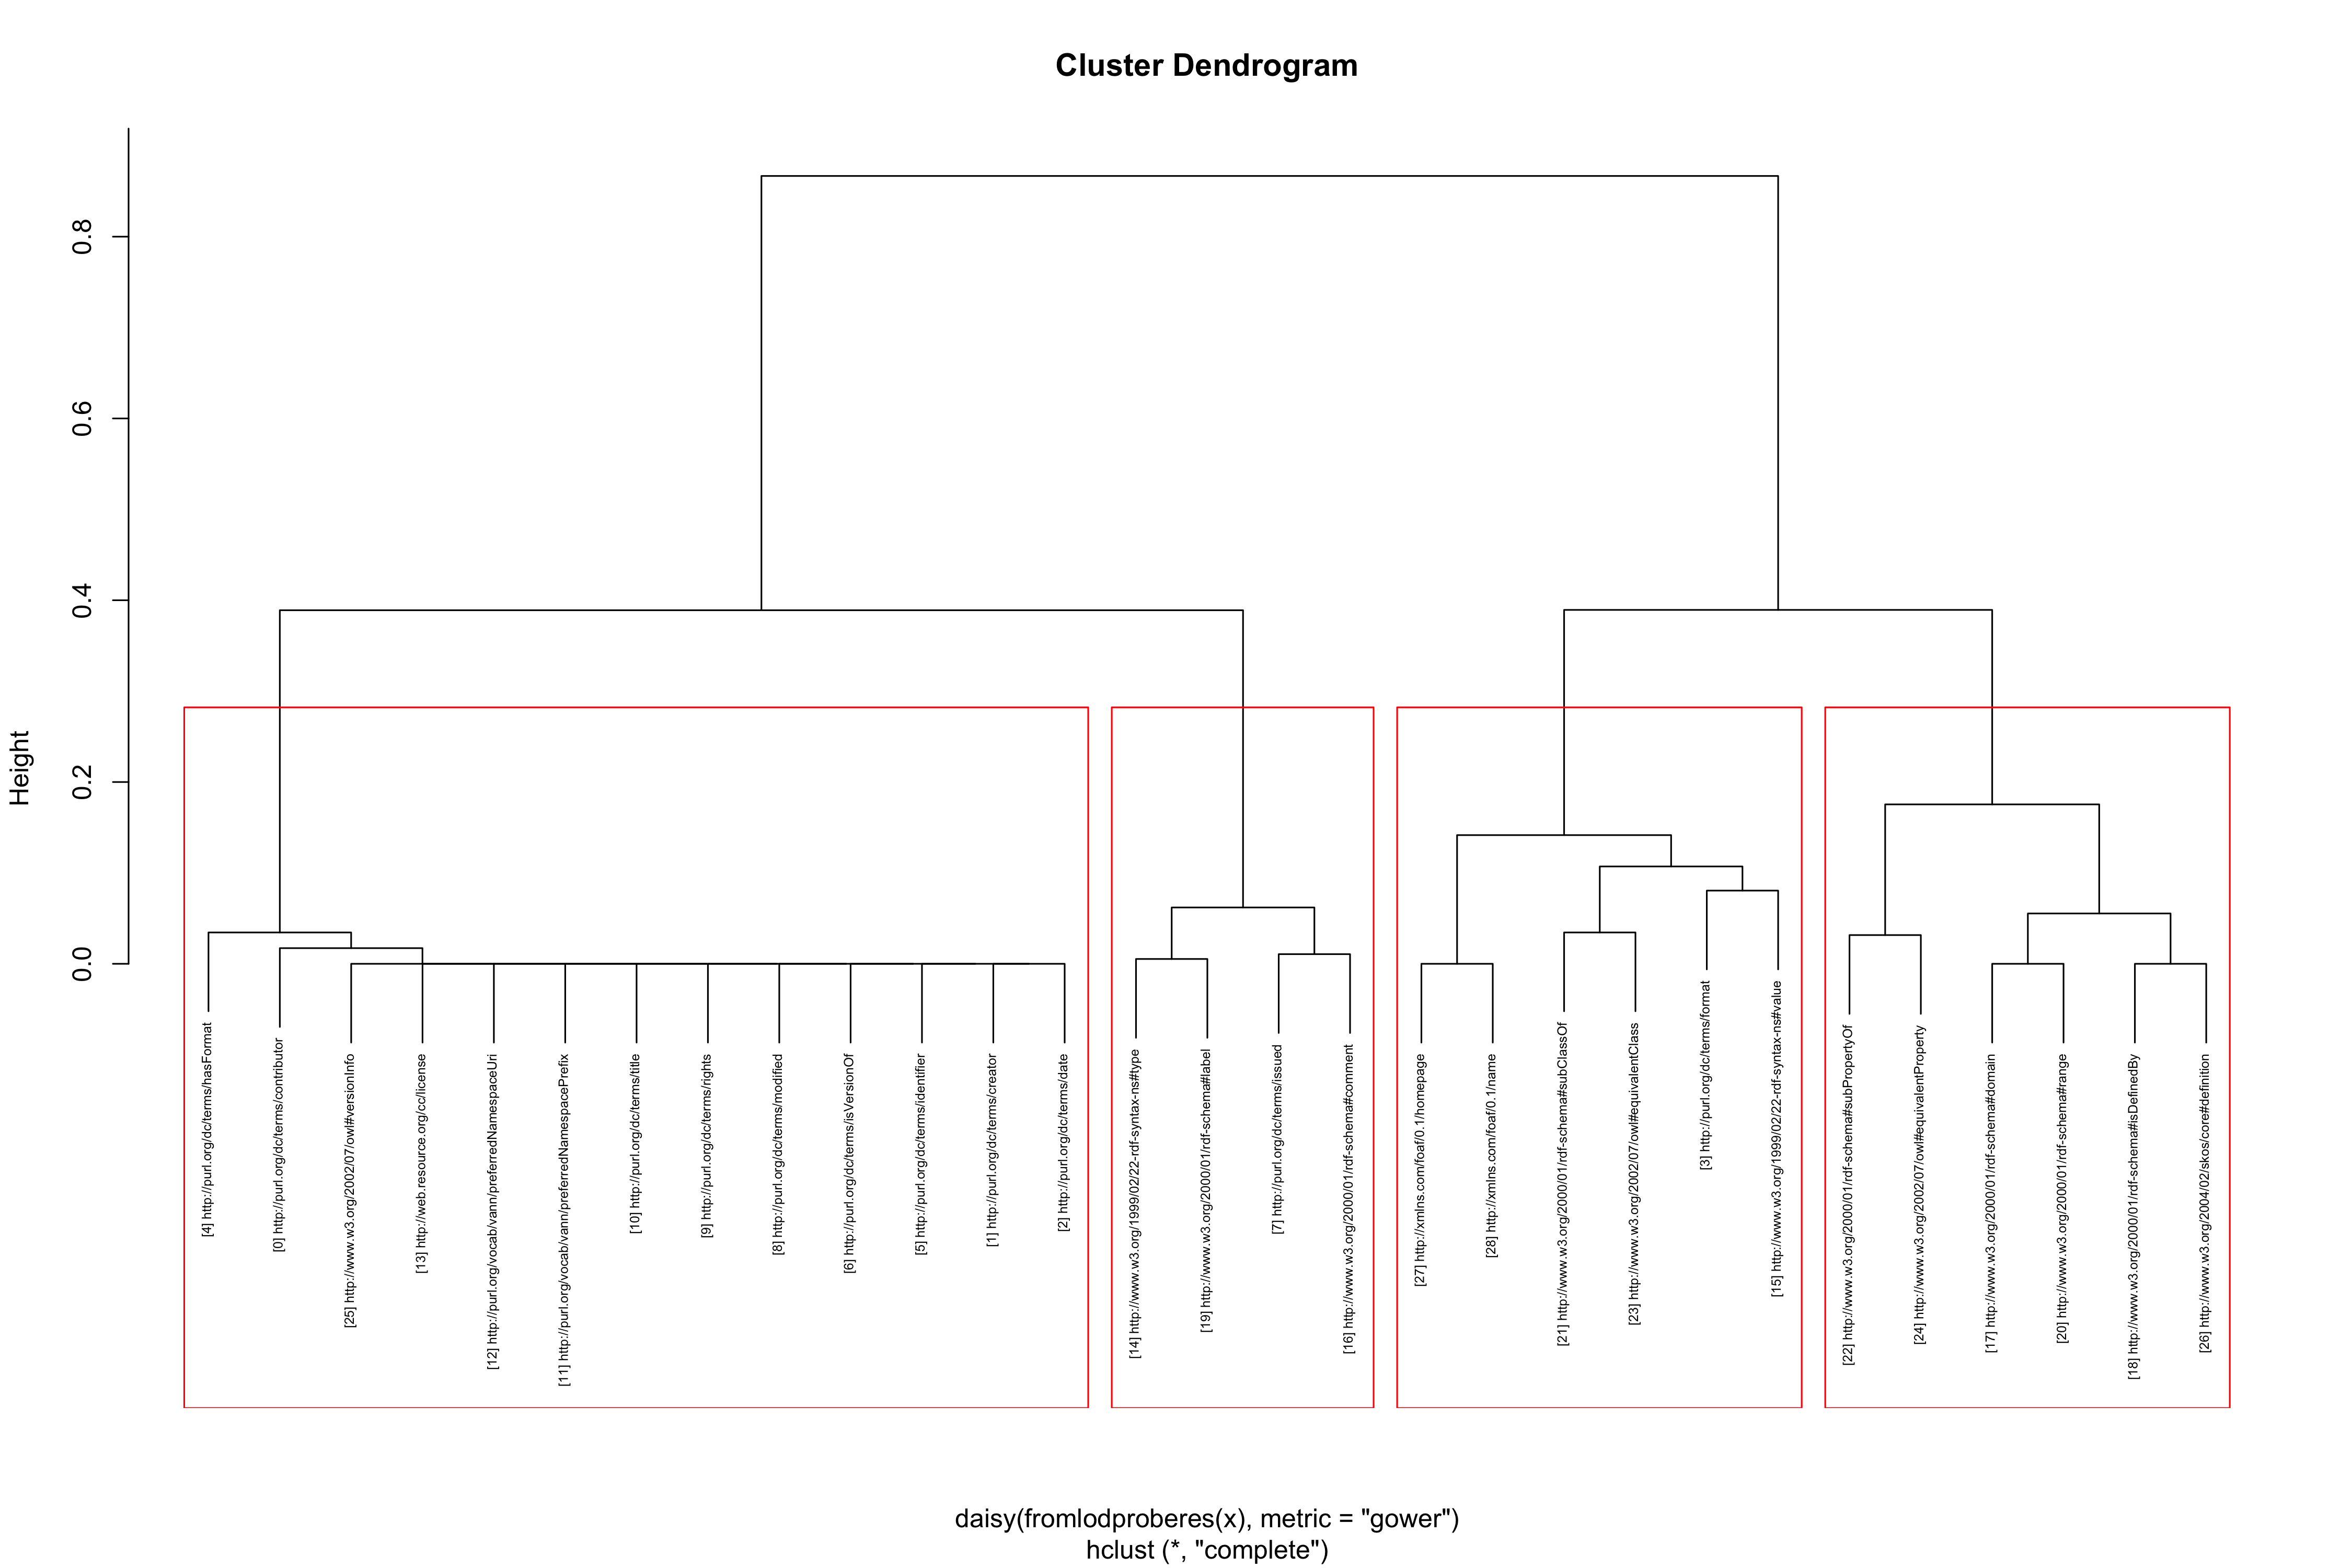 Cluster Dendrogram
Height
0.8
0.6
0.4
0.2
0.0
[4] http://purl.org/dc/terms/hasFormat
[0] http://purl.org/dc/terms/contributor
[25] http://www.w3.org/2002/07/owl#versionInfo
[13] http://web.resource.org/cc/license
[12] http://purl.org/vocab/vann/preferredNamespaceUri
[11] http://purl.org/vocab/vann/preferredNamespacePrefix
[10] http://purl.org/dc/terms/title
[9] http://purl.org/dc/terms/rights
[8] http://purl.org/dc/terms/modified
[6] http://purl.org/dc/terms/isVersionOf
[5] http://purl.org/dc/terms/identifier
[1] http://purl.org/dc/terms/creator
[2] http://purl.org/dc/terms/date
[14] http://www.w3.org/1999/02/22-rdf-syntax-ns#type
[19] http://www.w3.org/2000/01/rdf-schema#label
[7] http://purl.org/dc/terms/issued
[16] http://www.w3.org/2000/01/rdf-schema#comment
[27] http://xmlns.com/foaf/0.1/homepage
[28] http://xmlns.com/foaf/0.1/name
[21] http://www.w3.org/2000/01/rdf-schema#subClassOf
[23] http://www.w3.org/2002/07/owl#equivalentClass
[3] http://purl.org/dc/terms/format
[15] http://www.w3.org/1999/02/22-rdf-syntax-ns#value
[22] http://www.w3.org/2000/01/rdf-schema#subPropertyOf
[24] http://www.w3.org/2002/07/owl#equivalentProperty
[17] http://www.w3.org/2000/01/rdf-schema#domain
[20] http://www.w3.org/2000/01/rdf-schema#range
[18] http://www.w3.org/2000/01/rdf-schema#isDefinedBy
[26] http://www.w3.org/2004/02/skos/core#definition
daisy(fromlodproberes(x), metric = "gower")
hclust (*, "complete")